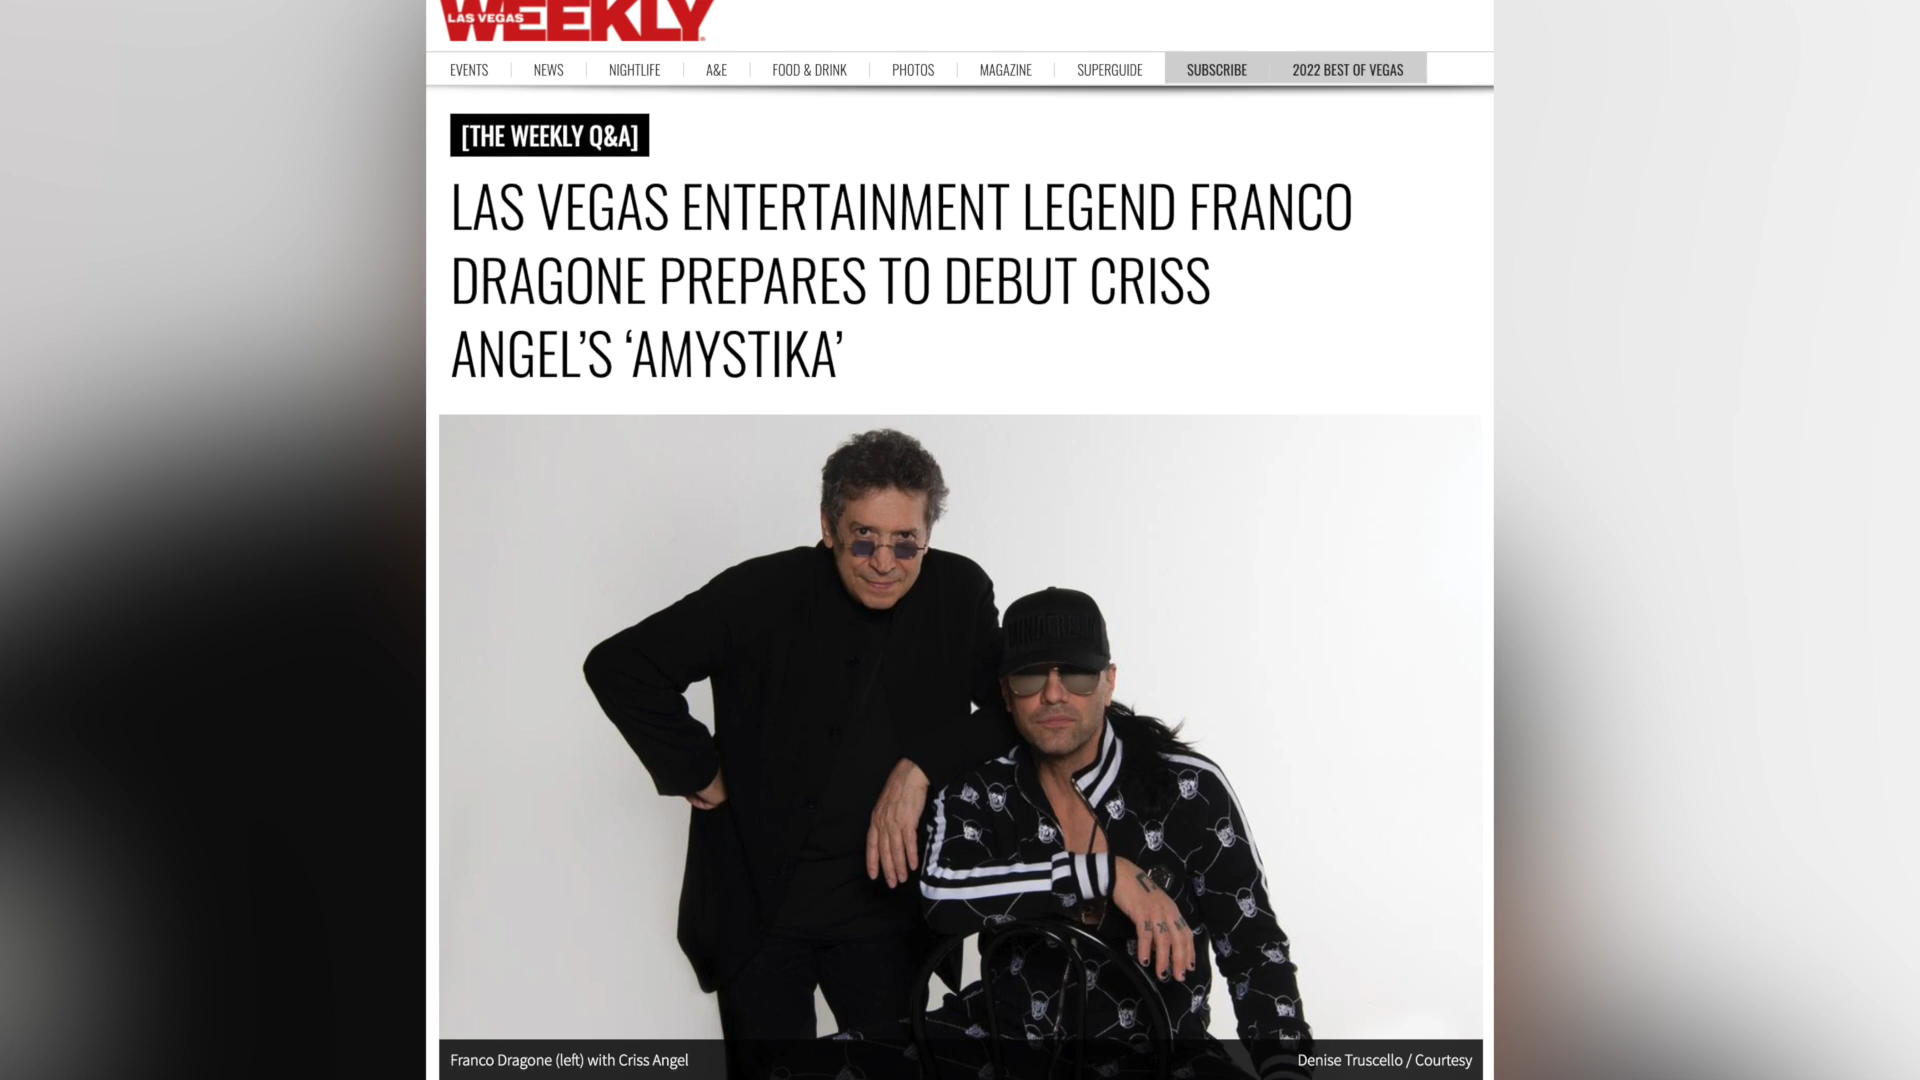 LAS VEGAS
WEEKLY
EVENTS NEWS NIGHTLIFE A&E FOOD & DRINK PHOTOS MAGAZINE SUPERGUIDE SUBSCRIBE 2022 BEST OF VEGAS
[THE WEEKLY Q&A]
LAS VEGAS ENTERTAINMENT LEGEND FRANCO
DRAGONE PREPARES TO DEBUT CRISS
ANGEL’S ‘AMYSTIKA’
Franco Dragone (left) with Criss Angel
Denise Truscello / Courtesy